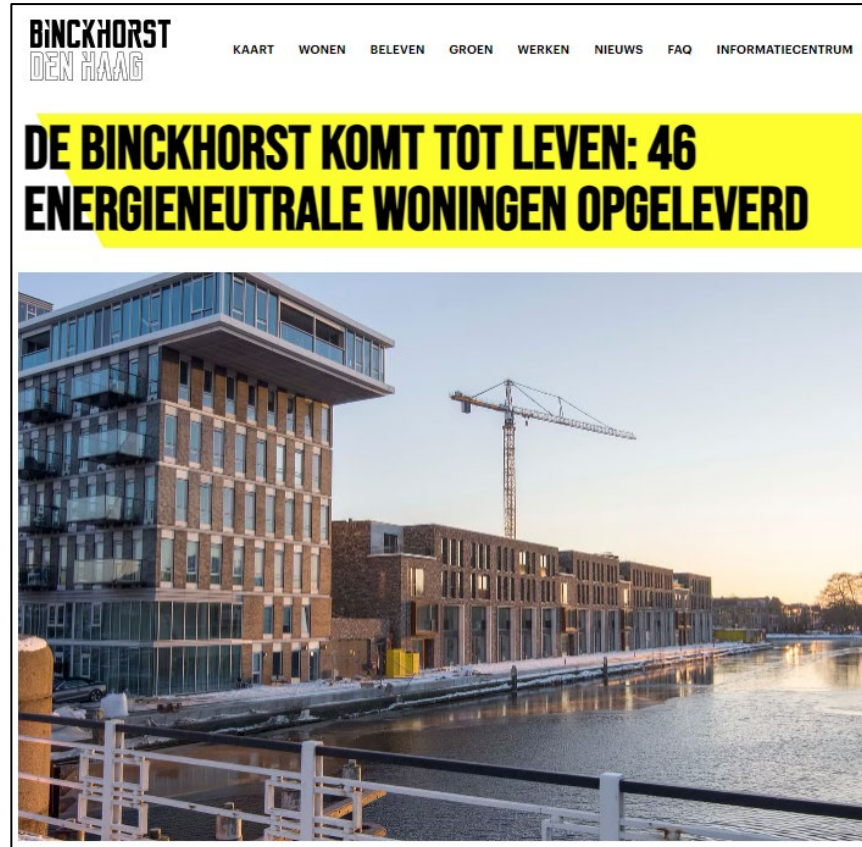 BINCKHORST
DEN HAAG
KAART WONEN BELEVEN GROEN WERKEN NIEUWS FAQ INFORMATIECENTRUM
DE BINCKHORST KOMT TOT LEVEN: 46
ENERGIENEUTRALE WONINGEN OPGELEVERD